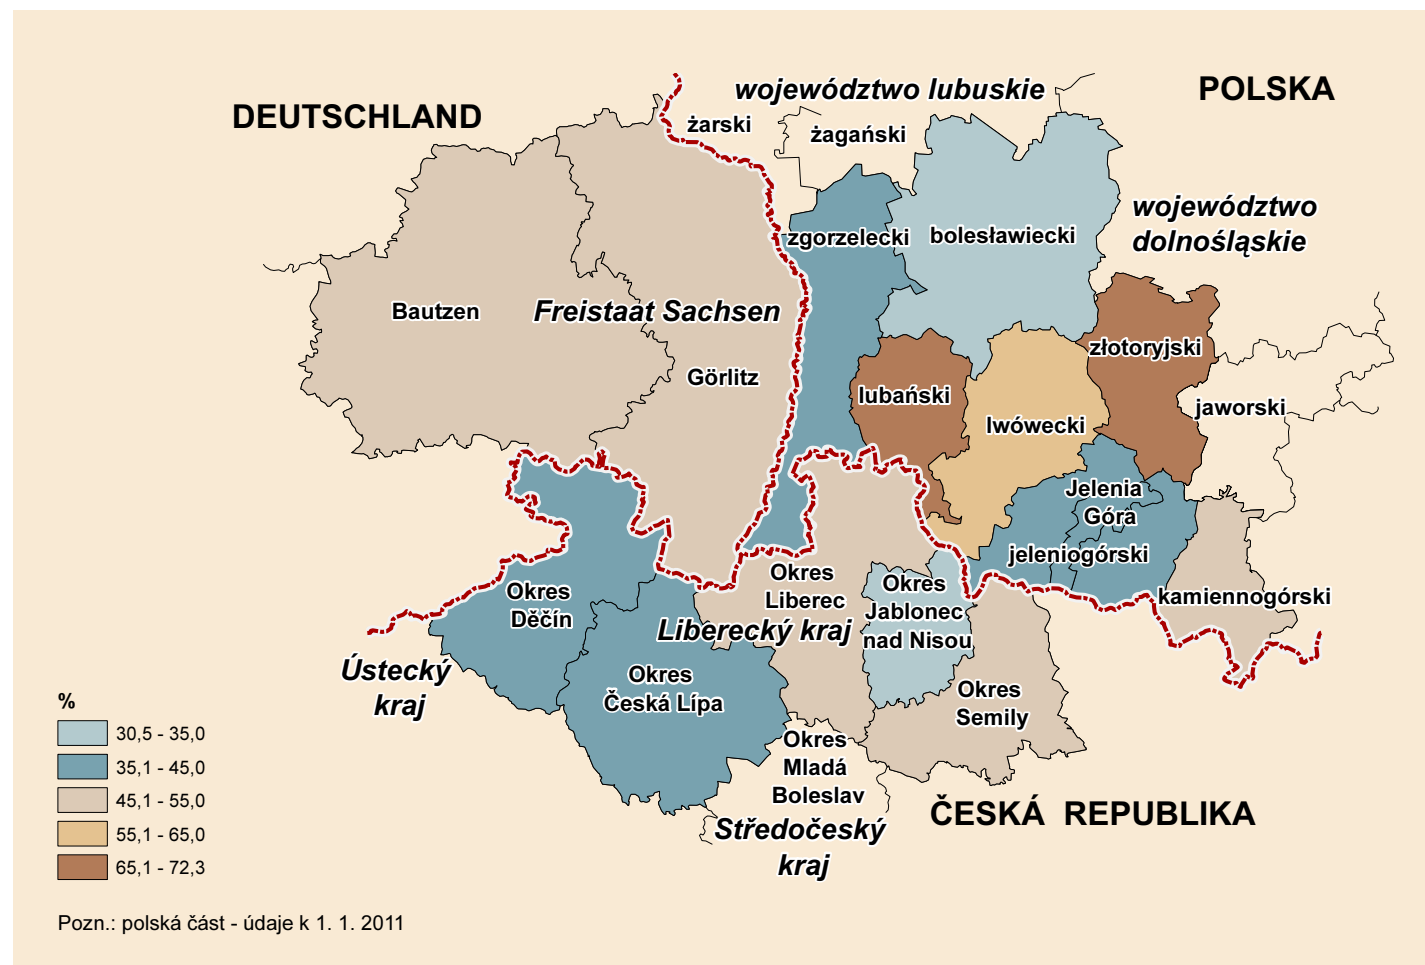 DEUTSCHLAND
województwo lubuskie
POLSKA
żarski
żagański
województwo
dolnośląskie
zgorzelecki
bolesławiecki
Bautzen
Freistaat Sachsen
złotoryjski
Görlitz
lubański
lwówecki
jaworski
Jelenia
Góra
jeleniogórski
Okres
Děčín
Okres
Liberec
Okres
Jablonec
nad Nisou
kamiennogórski
Liberecký kraj
Ústecký
kraj
Okres
Česká Lípa
Okres
Semily
Okres
Mladá
Boleslav
Středočeský
kraj
ČESKÁ REPUBLIKA
%
30,5 - 35,0
35,1 - 45,0
45,1 - 55,0
55,1 - 65,0
65,1 - 72,3
Pozn.: polská část - údaje k 1. 1. 2011